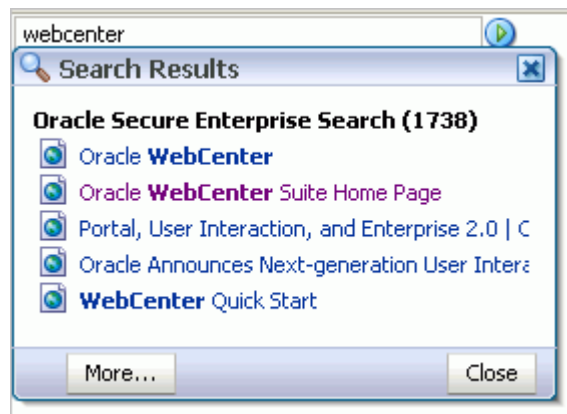 webcenter
Search Results
Oracle Secure Enterprise Search (1738)
Oracle WebCenter
Oracle WebCenter Suite Home Page
Portal, User Interaction, and Enterprise 2.0 |
Oracle Announces Next-generation User
WebCenter Quick Start
More...
Close